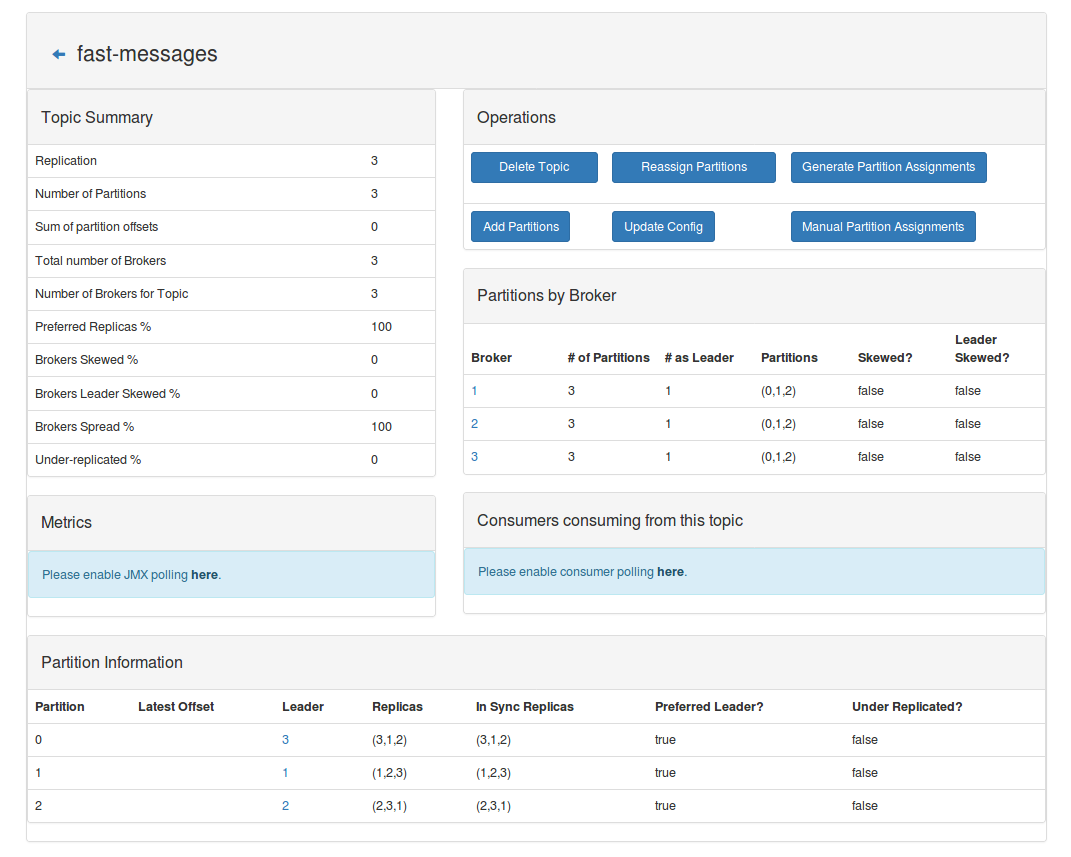 fast-messages
Topic Summary
Replication 3
Number of Partitions 3
Sum of partition offsets 0
Total number of Brokers 3
Number of Brokers for Topic 3
Preferred Replicas % 100
Brokers Skewed % 0
Brokers Leader Skewed % 0
Brokers Spread % 100
Under-replicated % 0
Operations
Delete Topic Reassign Partitions Generate Partition Assignments
Add Partitions Update Config Manual Partition Assignments
Partitions by Broker
Broker # of Partitions # as Leader Partitions Skewed? Leader Skewed?
1 3 1 (0,1,2) false false
2 3 1 (0,1,2) false false
3 3 1 (0,1,2) false false
Metrics
Please enable JMX polling here.
Consumers consuming from this topic
Please enable consumer polling here.
Partition Information
Partition Latest Offset Leader Replicas In Sync Replicas Preferred Leader? Under Replicated?
0 3 (3,1,2) (3,1,2) true false
1 1 (1,2,3) (1,2,3) true false
2 2 (2,3,1) (2,3,1) true false